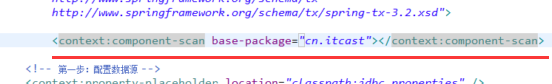 http://www.springframework.org/schema/tx/spring-tx-3.2.xsd">
<context:component-scan base-package="cn.itcast"></context:component-scan>
<!-- 第一步：配置数据源 -->
<context:property-placeholder location="classpath:jdbc.properties" />